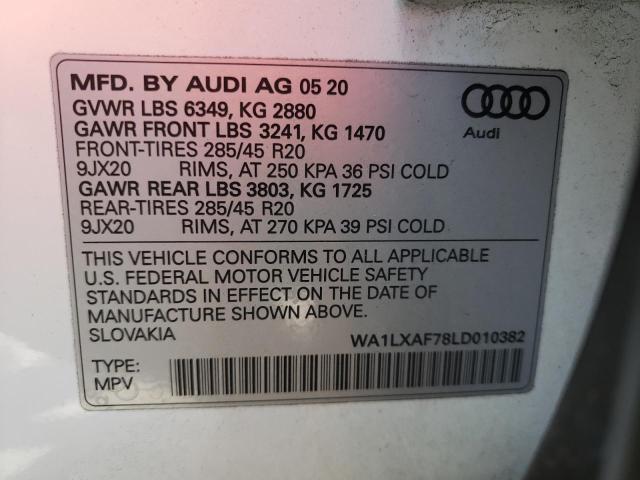 MFD. BY AUDI AG 05 20
GVWR LBS 6349, KG 2880
GAWR FRONT LBS 3241, KG 1470
FRONT-TIRES 285/45 R20
9JX20 RIMS, AT 250 KPA 36 PSI COLD
GAWR REAR LBS 3803, KG 1725
REAR-TIRES 285/45 R20
9JX20 RIMS, AT 270 KPA 39 PSI COLD
Audi
THIS VEHICLE CONFORMS TO ALL APPLICABLE
U.S. FEDERAL MOTOR VEHICLE SAFETY
STANDARDS IN EFFECT ON THE DATE OF
MANUFACTURE SHOWN ABOVE.
SLOVAKIA WA1LXAF78LD010382
TYPE:
MPV